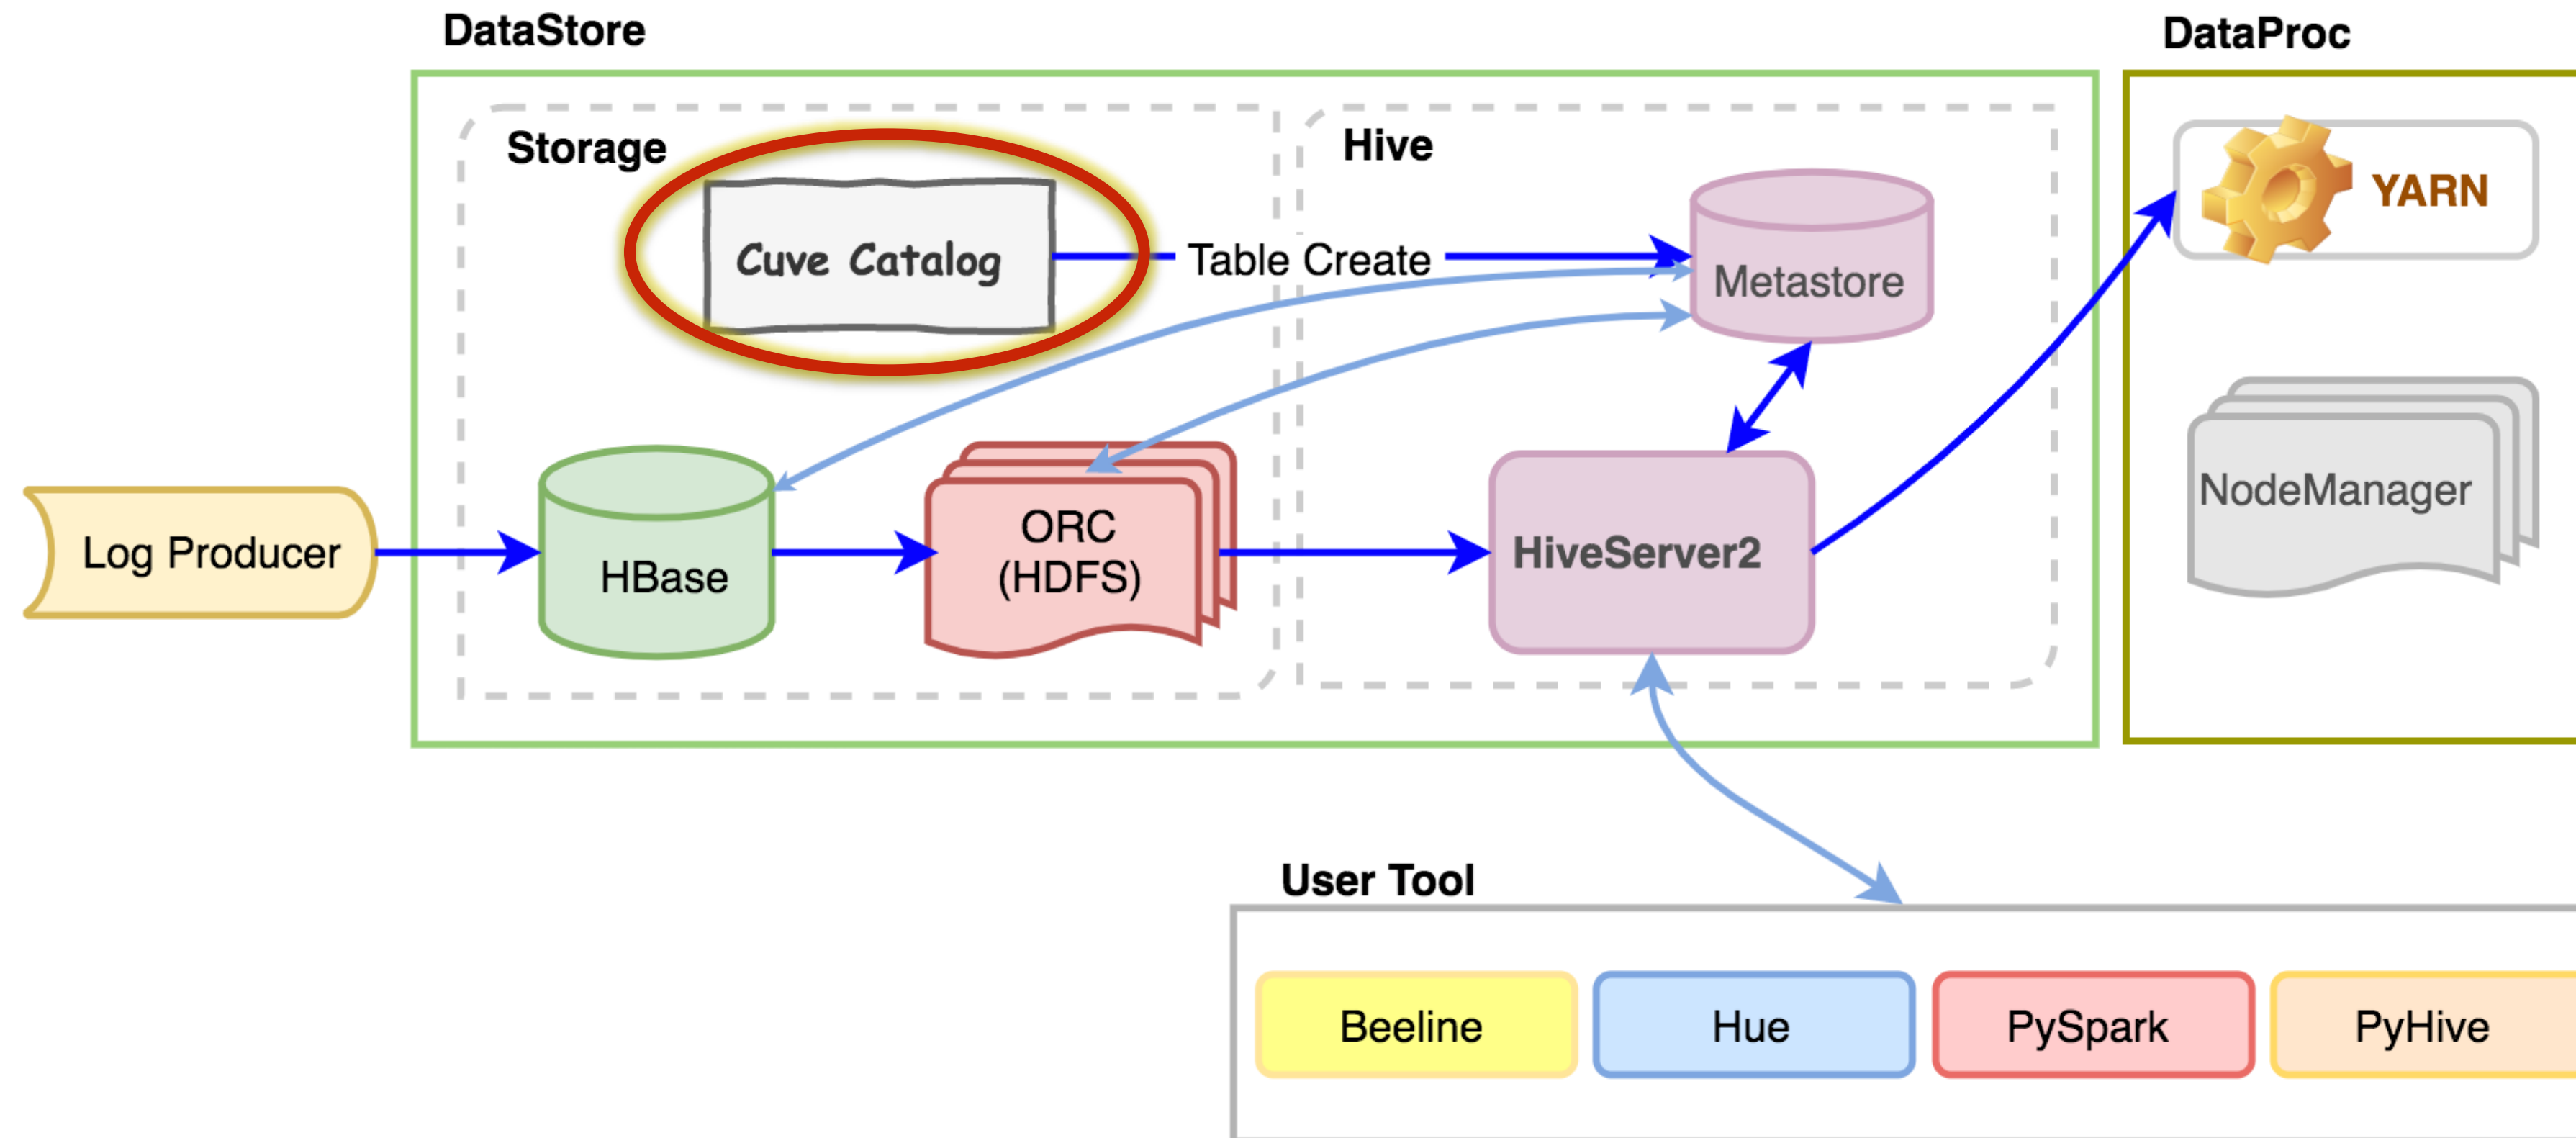 DataStore
DataProc
Storage
Hive
YARN
Cuve Catalog
Table Create
Metastore
NodeManager
Log Producer
HBase
ORC
(HDFS)
HiveServer2
User Tool
Beeline
Hue
PySpark
PyHive